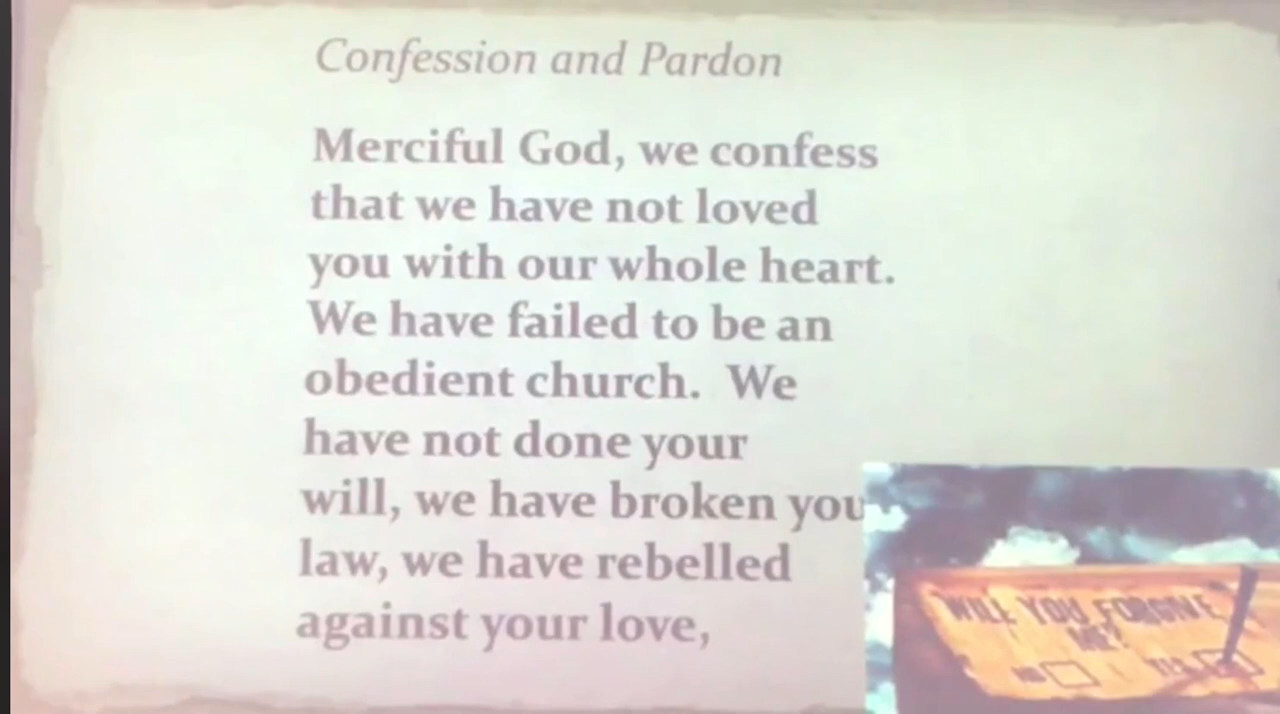 Confession and Pardon
Merciful God, we confess
that we have not loved
you with our whole heart.
We have failed to be an
obedient church. We
have not done your
will, we have broken you
law, we have rebelled
against your love,
WILL YOU FORGIVE
ME?
NO YES